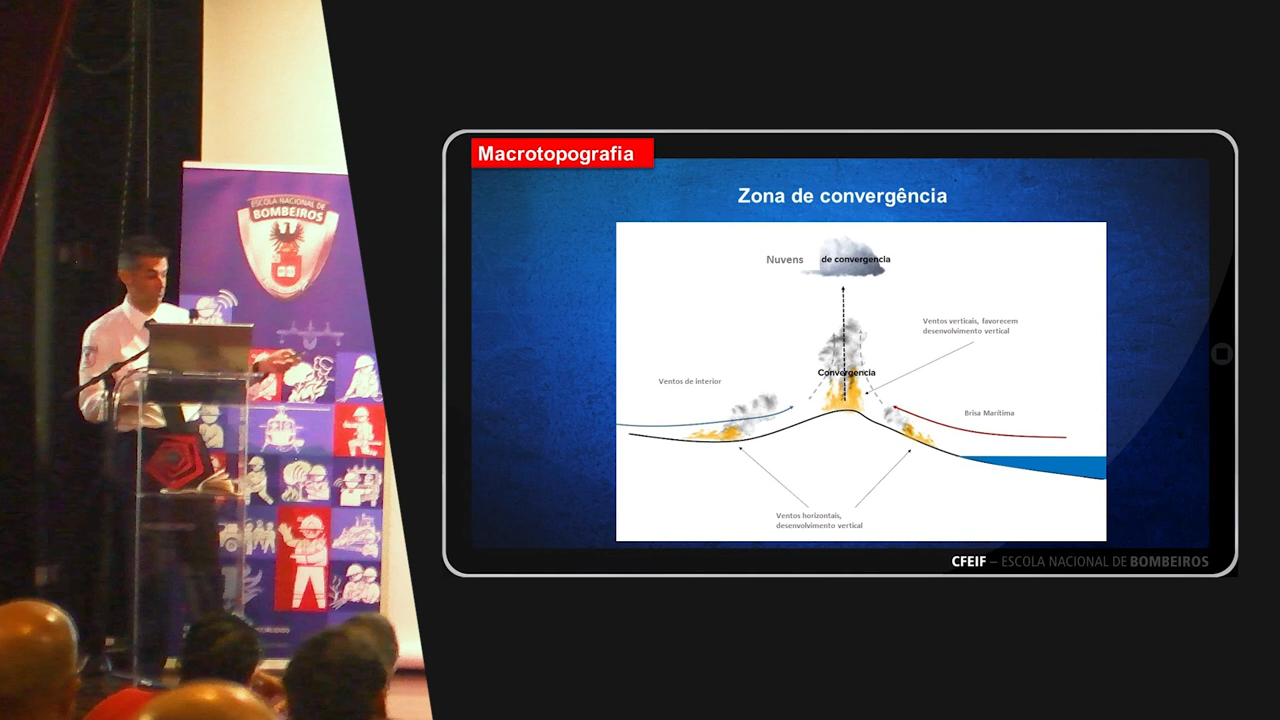 ESCOLA NACIONAL DE
BOMBEIROS
Macrotopografia
Zona de convergência
Nuvens de convergencia
Ventos verticais, favorecem
desenvolvimento vertical
Convergencia
Ventos de interior
Brisa Marítima
Ventos horizontais,
desenvolvimento vertical
CFEIF – ESCOLA NACIONAL DE BOMBEIROS